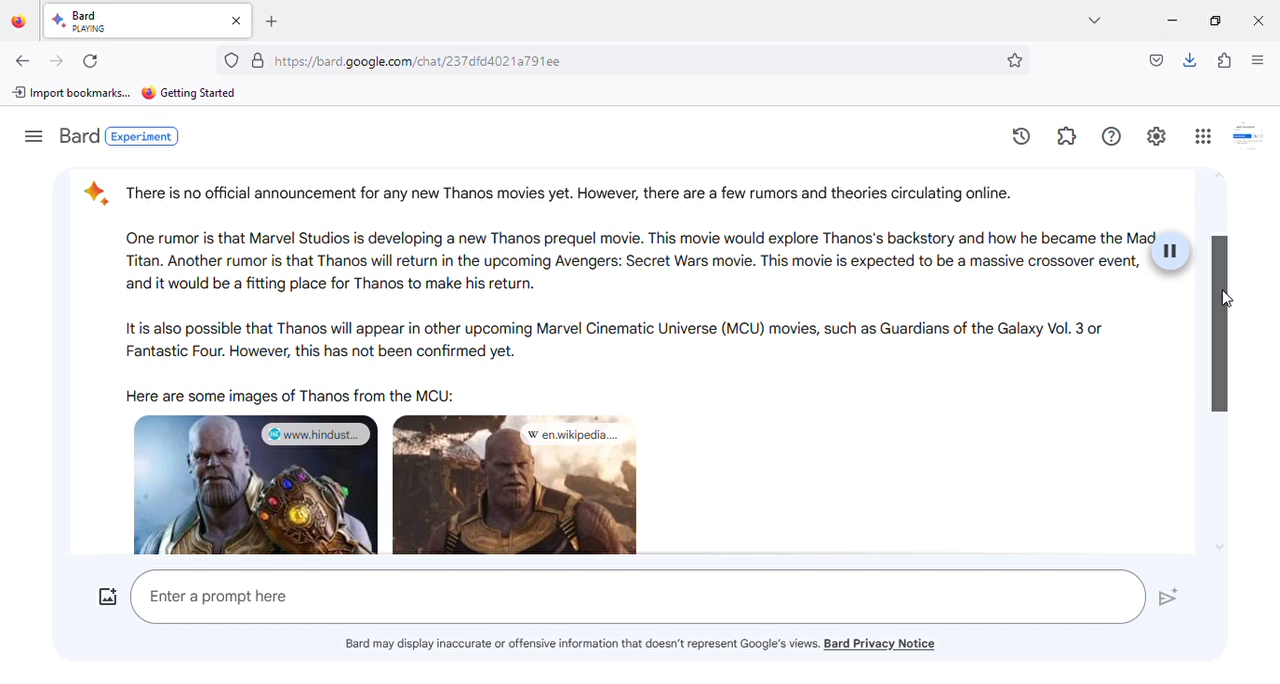 Bard
PLAYING
https://bard.google.com/chat/237dfd4021a791ee
Import bookmarks...
Getting Started
Bard Experiment
There is no official announcement for any new Thanos movies yet. However, there are a few rumors and theories circulating online.
One rumor is that Marvel Studios is developing a new Thanos prequel movie. This movie would explore Thanos's backstory and how he became the Mad
Titan. Another rumor is that Thanos will return in the upcoming Avengers: Secret Wars movie. This movie is expected to be a massive crossover event,
and it would be a fitting place for Thanos to make his return.
It is also possible that Thanos will appear in other upcoming Marvel Cinematic Universe (MCU) movies, such as Guardians of the Galaxy Vol. 3 or
Fantastic Four. However, this has not been confirmed yet.
Here are some images of Thanos from the MCU:
www.hindust...
W en.wikipedia....
Enter a prompt here
Bard may display inaccurate or offensive information that doesn't represent Google's views. Bard Privacy Notice